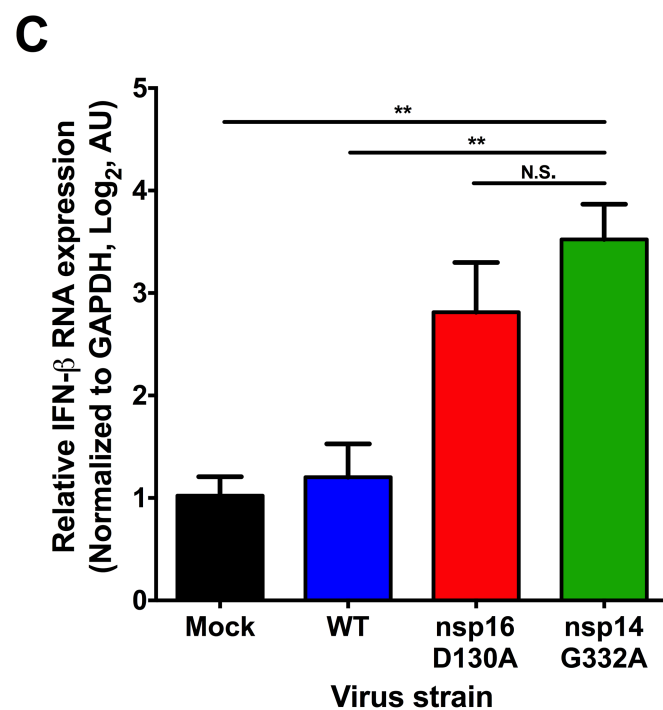 C
Relative IFN-β RNA expression
(Normalized to GAPDH, Log₂, AU)
5
4
3
2
1
0
**
**
N.S.
Mock
WT
nsp16
D130A
nsp14
G332A
Virus strain